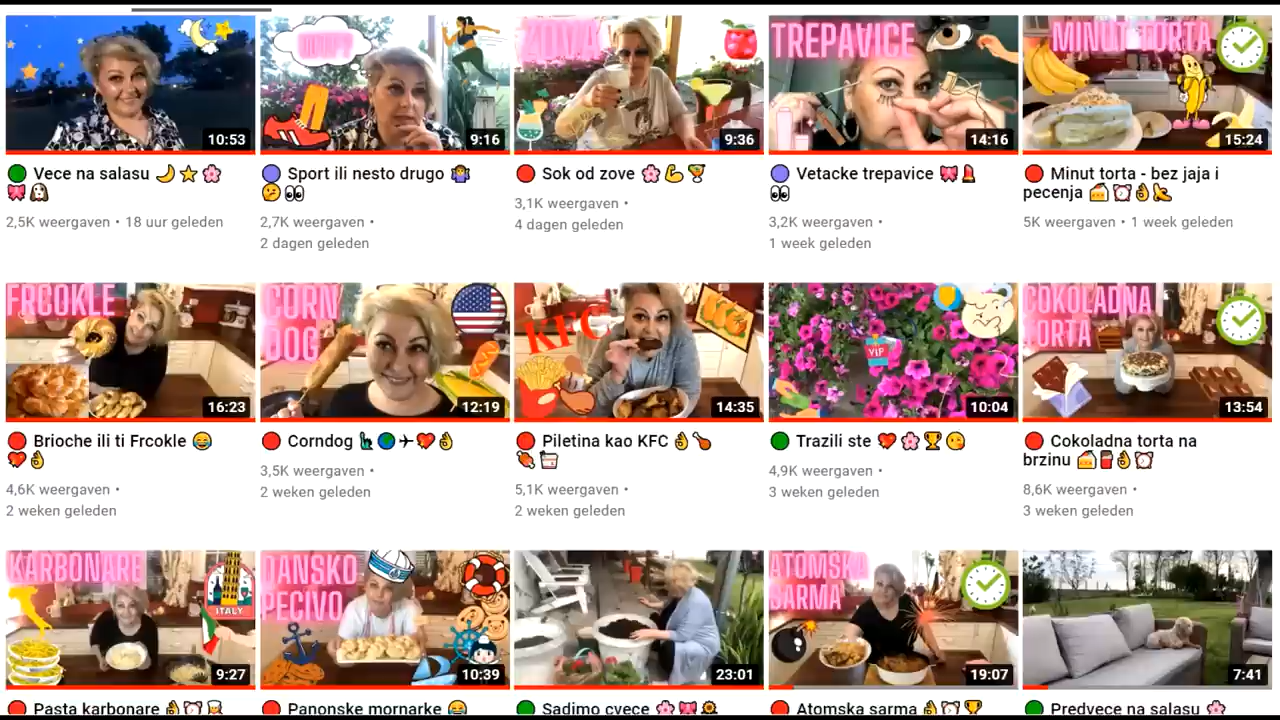 10:53
SPORT
9:16
ZOVA
9:36
TREPAVICE
14:16
MINUT TORTA
15:24
Vece na salasu 🌙⭐🌸
🎀🐶
2,5K weergaven • 18 uur geleden
Sport ili nesto drugo 🤷‍♀️
🤔👀
2,7K weergaven •
2 dagen geleden
Sok od zove 🌸💪🍹
3,1K weergaven •
4 dagen geleden
Vetacke trepavice 🎀💄
👀
3,2K weergaven •
1 week geleden
Minut torta - bez jaja i
pecenja 🍰⏰👌🍌
5K weergaven • 1 week geleden
FRCOKLE
16:23
CORN
DOG
12:19
KFC
14:35
YIP
10:04
COKOLADNA
TORTA
13:54
Brioche ili ti Frcokle 😂
💖👌
4,6K weergaven •
2 weken geleden
Corndog 🗽🌎✈💖👌
3,5K weergaven •
2 weken geleden
Piletina kao KFC 👌🍗
🍖🥡
5,1K weergaven •
2 weken geleden
Trazili ste 💖🌸🏆😘
4,9K weergaven •
3 weken geleden
Cokoladna torta na
brzinu 🍰🍫👌⏰
8,6K weergaven •
3 weken geleden
KARBONARE
ITALY
9:27
DANSKO
PECIVO
10:39
23:01
ATOMSKA
SARMA
19:07
7:41
Pasta karbonare 👌⏰👩‍🍳
Panonske mornarke 😂
Sadimo cvece 🌸🎀🌻
Atomska sarma 👌⏰🏆
Predvece na salasu 🌸